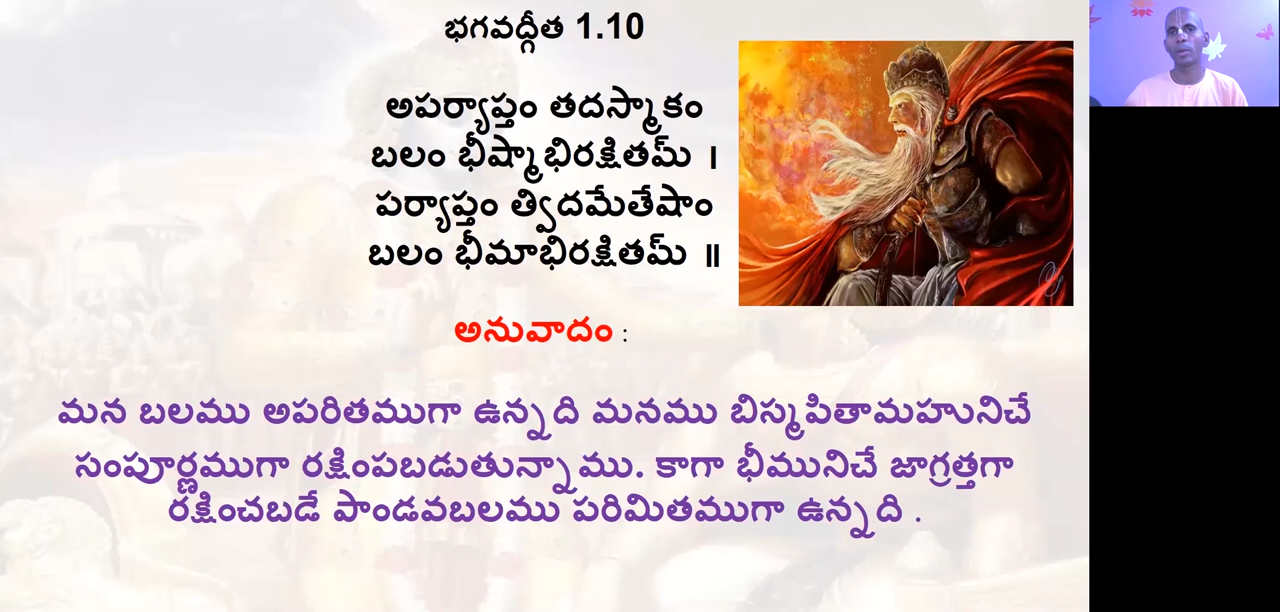 భగవద్గీత 1.10
అపర్యాప్తం తదస్మాకం
బలం భీష్మాభిరక్షితమ్ ।
పర్యాప్తం త్విదమేతేషాం
బలం భీమాభిరక్షితమ్ ॥
అనువాదం :
మన బలము అపరితముగా ఉన్నది మనము బిస్మపితామహునిచే
సంపూర్ణముగా రక్షింపబడుతున్నాము. కాగా భీమునిచే జాగ్రత్తగా
రక్షించబడే పాండవబలము పరిమితముగా ఉన్నది .